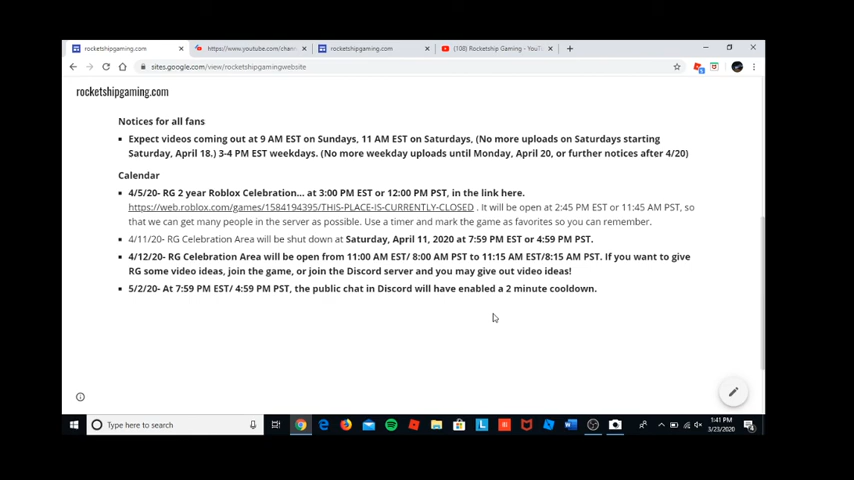 rocketshipgaming.com
https://www.youtube.com/chann
rocketshipgaming.com
(108) Rocketship Gaming - YouTu
sites.google.com/view/rocketshipgamingwebsite
rocketshipgaming.com
Notices for all fans
Expect videos coming out at 9 AM EST on Sundays, 11 AM EST on Saturdays, (No more uploads on Saturdays starting
Saturday, April 18.) 3-4 PM EST weekdays. (No more weekday uploads until Monday, April 20, or further notices after 4/20)
Calendar
4/5/20- RG 2 year Roblox Celebration... at 3:00 PM EST or 12:00 PM PST, in the link here.
https://web.roblox.com/games/1584194395/THIS-PLACE-IS-CURRENTLY-CLOSED . It will be open at 2:45 PM EST or 11:45 AM PST, so
that we can get many people in the server as possible. Use a timer and mark the game as favorites so you can remember.
4/11/20- RG Celebration Area will be shut down at Saturday, April 11, 2020 at 7:59 PM EST or 4:59 PM PST.
4/12/20- RG Celebration Area will be open from 11:00 AM EST/ 8:00 AM PST to 11:15 AM EST/8:15 AM PST. If you want to give
RG some video ideas, join the game, or join the Discord server and you may give out video ideas!
5/2/20- At 7:59 PM EST/ 4:59 PM PST, the public chat in Discord will have enabled a 2 minute cooldown.
Type here to search
1:41 PM
3/23/2020